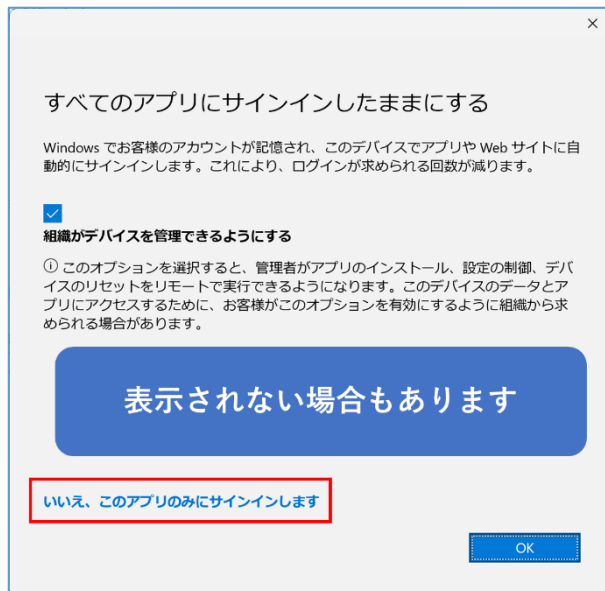 すべてのアプリにサインインしたままにする
Windows でお客様のアカウントが記憶され、このデバイスでアプリや Web サイトに自
動的にサインインします。これにより、ログインが求められる回数が減ります。
組織がデバイスを管理できるようにする
このオプションを選択すると、管理者がアプリのインストール、設定の制御、デバ
イスのリセットをリモートで実行できるようになります。このデバイスのデータとア
プリにアクセスするために、お客様がこのオプションを有効にするように組織から求
められる場合があります。
表示されない場合もあります
いいえ、このアプリのみにサインインします
OK